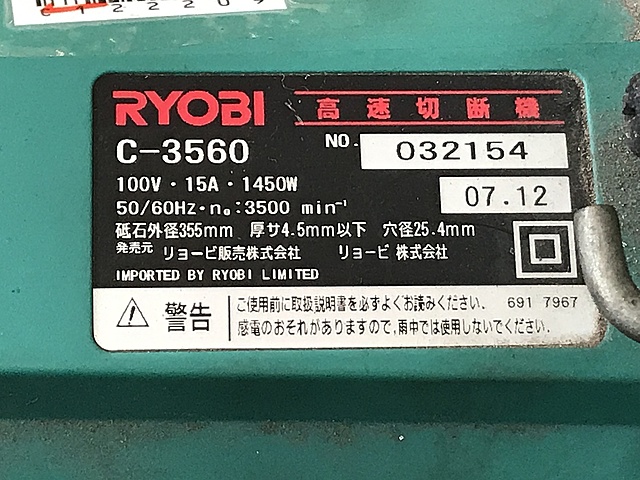 RYOBI 高速切断機
C-3560 NO. 032154
100V・15A・1450W 07.12
50/60Hz・n₀:3500 min⁻¹
砥石外径355mm 厚サ4.5mm以下 穴径25.4mm
発売元 リョービ販売株式会社 リョービ株式会社
IMPORTED BY RYOBI LIMITED
警告 ご使用前に取扱説明書を必ずよくお読みください。 691 7967
感電のおそれがありますので,雨中では使用しないでください。